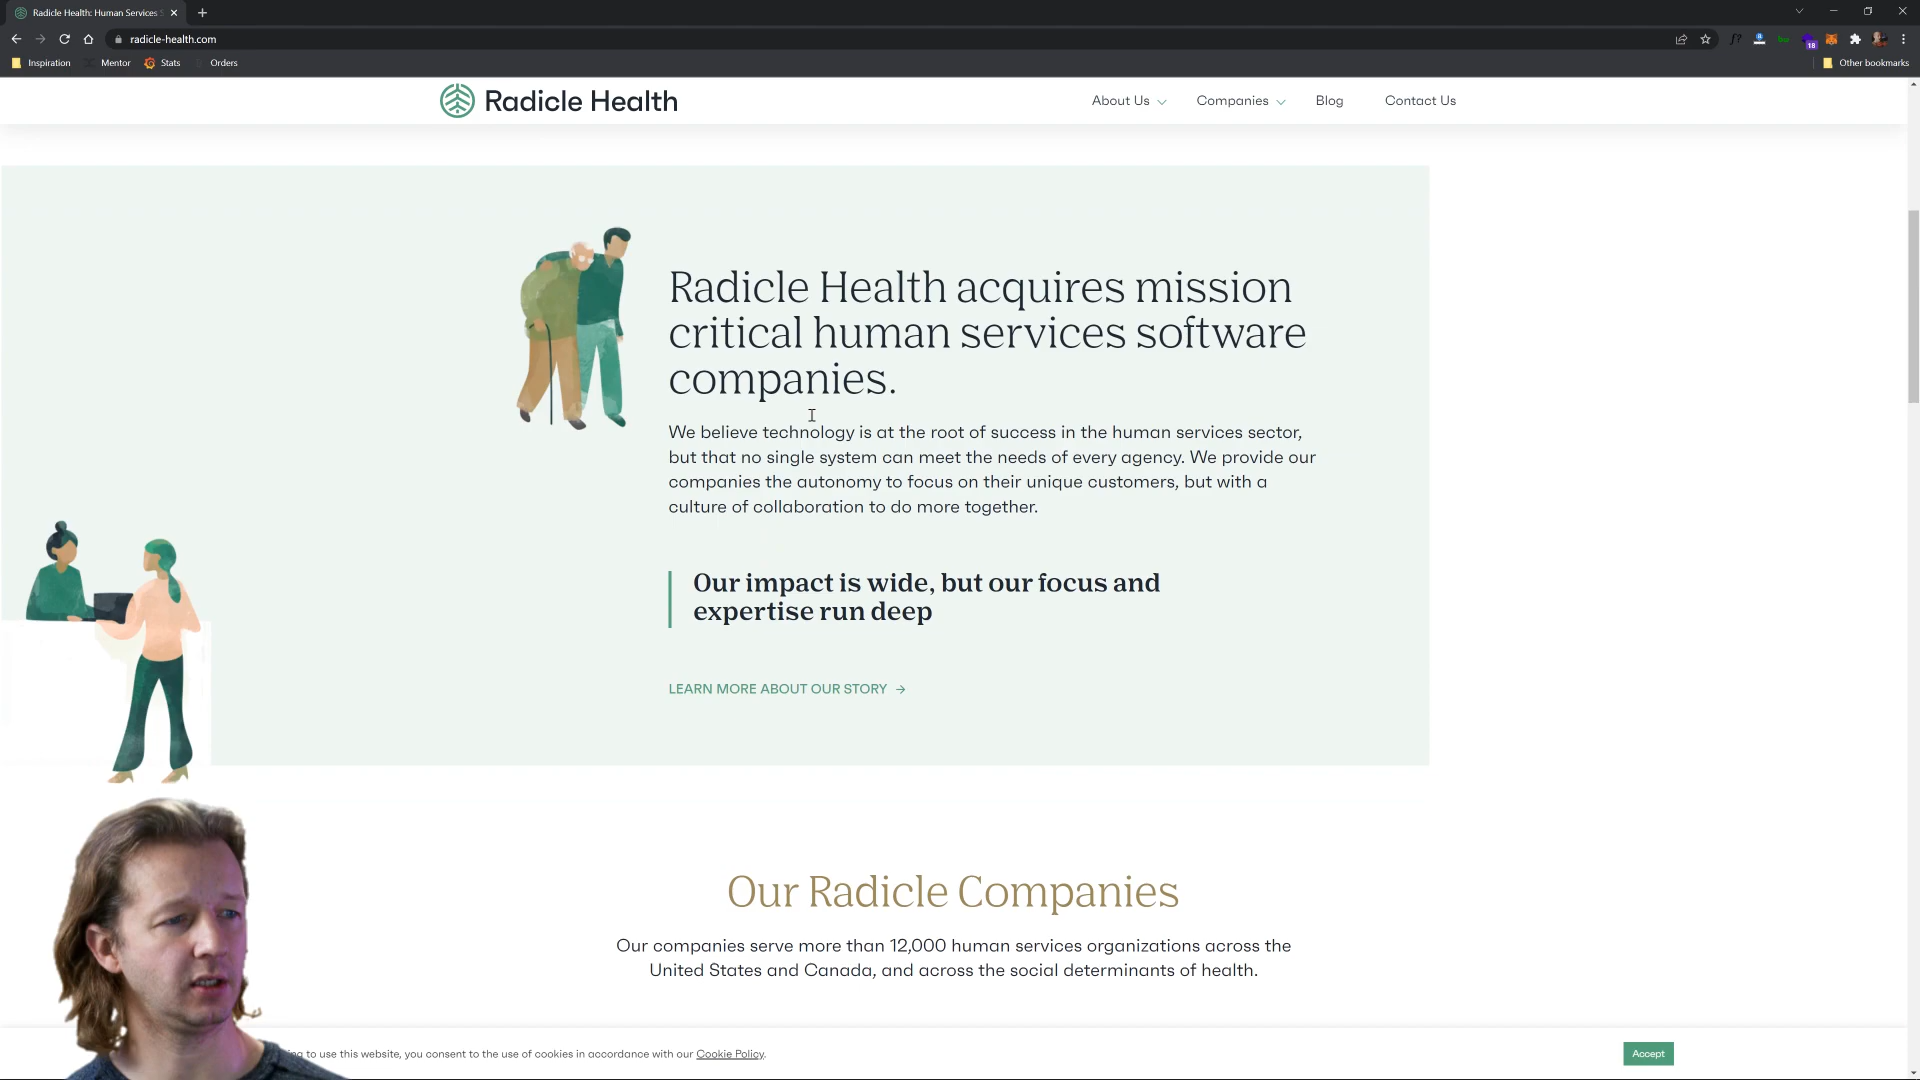 Radicle Health: Human Services S
radicle-health.com
18
Inspiration
Mentor
Stats
Orders
Other bookmarks
Radicle Health
About Us
Companies
Blog
Contact Us
Radicle Health acquires mission
critical human services software
companies.
We believe technology is at the root of success in the human services sector,
but that no single system can meet the needs of every agency. We provide our
companies the autonomy to focus on their unique customers, but with a
culture of collaboration to do more together.
Our impact is wide, but our focus and
expertise run deep
LEARN MORE ABOUT OUR STORY →
Our Radicle Companies
Our companies serve more than 12,000 human services organizations across the
United States and Canada, and across the social determinants of health.
to use this website, you consent to the use of cookies in accordance with our Cookie Policy.
Accept